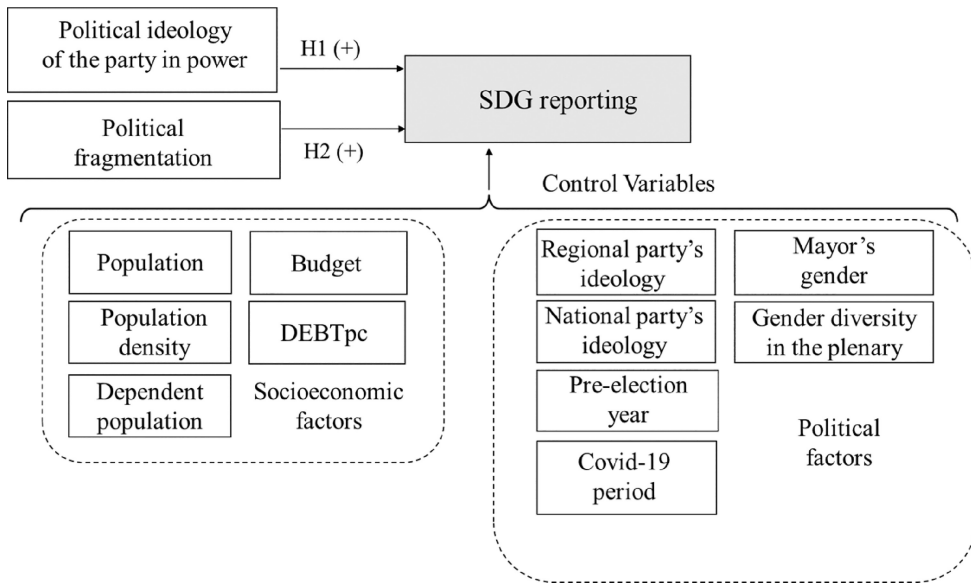 Political ideology
of the party in power
H1 (+)
SDG reporting
Political
fragmentation
H2 (+)
Control Variables
Population
Budget
Population
density
DEBTpc
Dependent
population
Socioeconomic
factors
Regional party’s
ideology
Mayor’s
gender
National party’s
ideology
Gender diversity
in the plenary
Pre-election
year
Covid-19
period
Political
factors